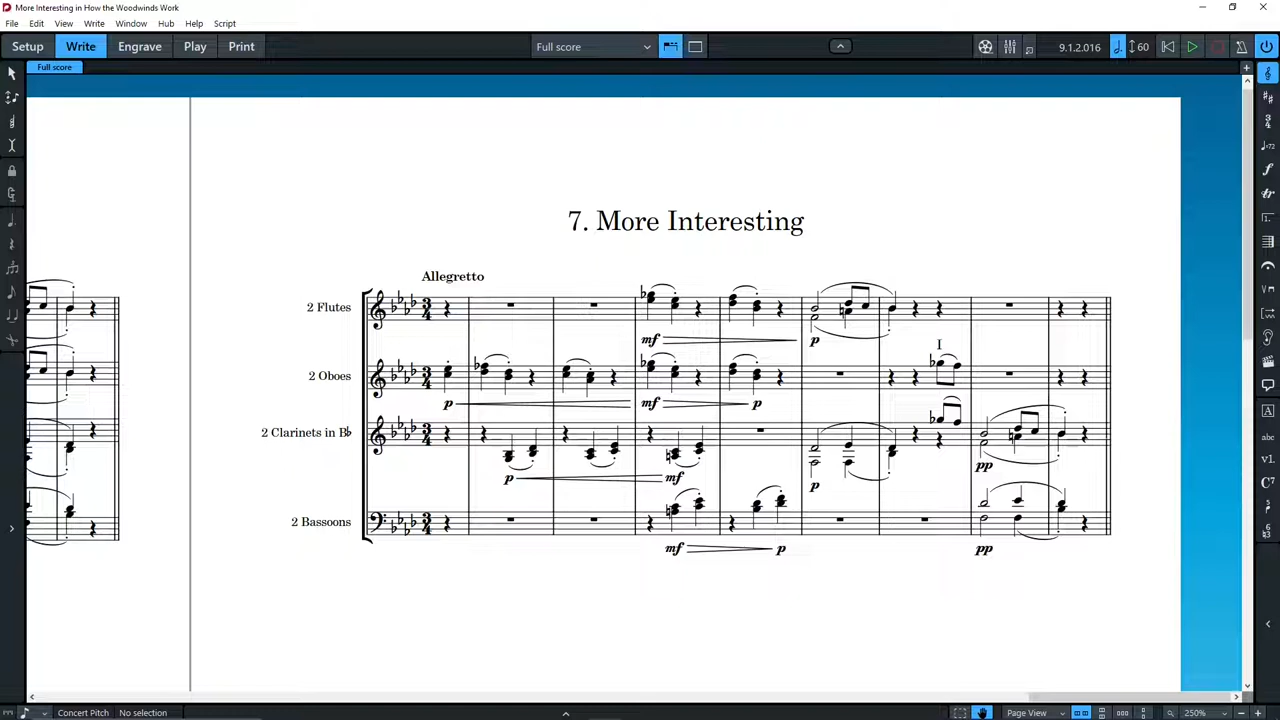 More Interesting in How the Woodwinds Work
File Edit View Write Window Hub Help Script
Setup Write Engrave Play Print Full score 9.1.2.016 60
Full score
7. More Interesting
Allegretto
2 Flutes
mf p
I
2 Oboes
p mf p
2 Clarinets in B♭
p mf p pp
2 Bassoons
mf p pp
Concert Pitch No selection Page View 250%